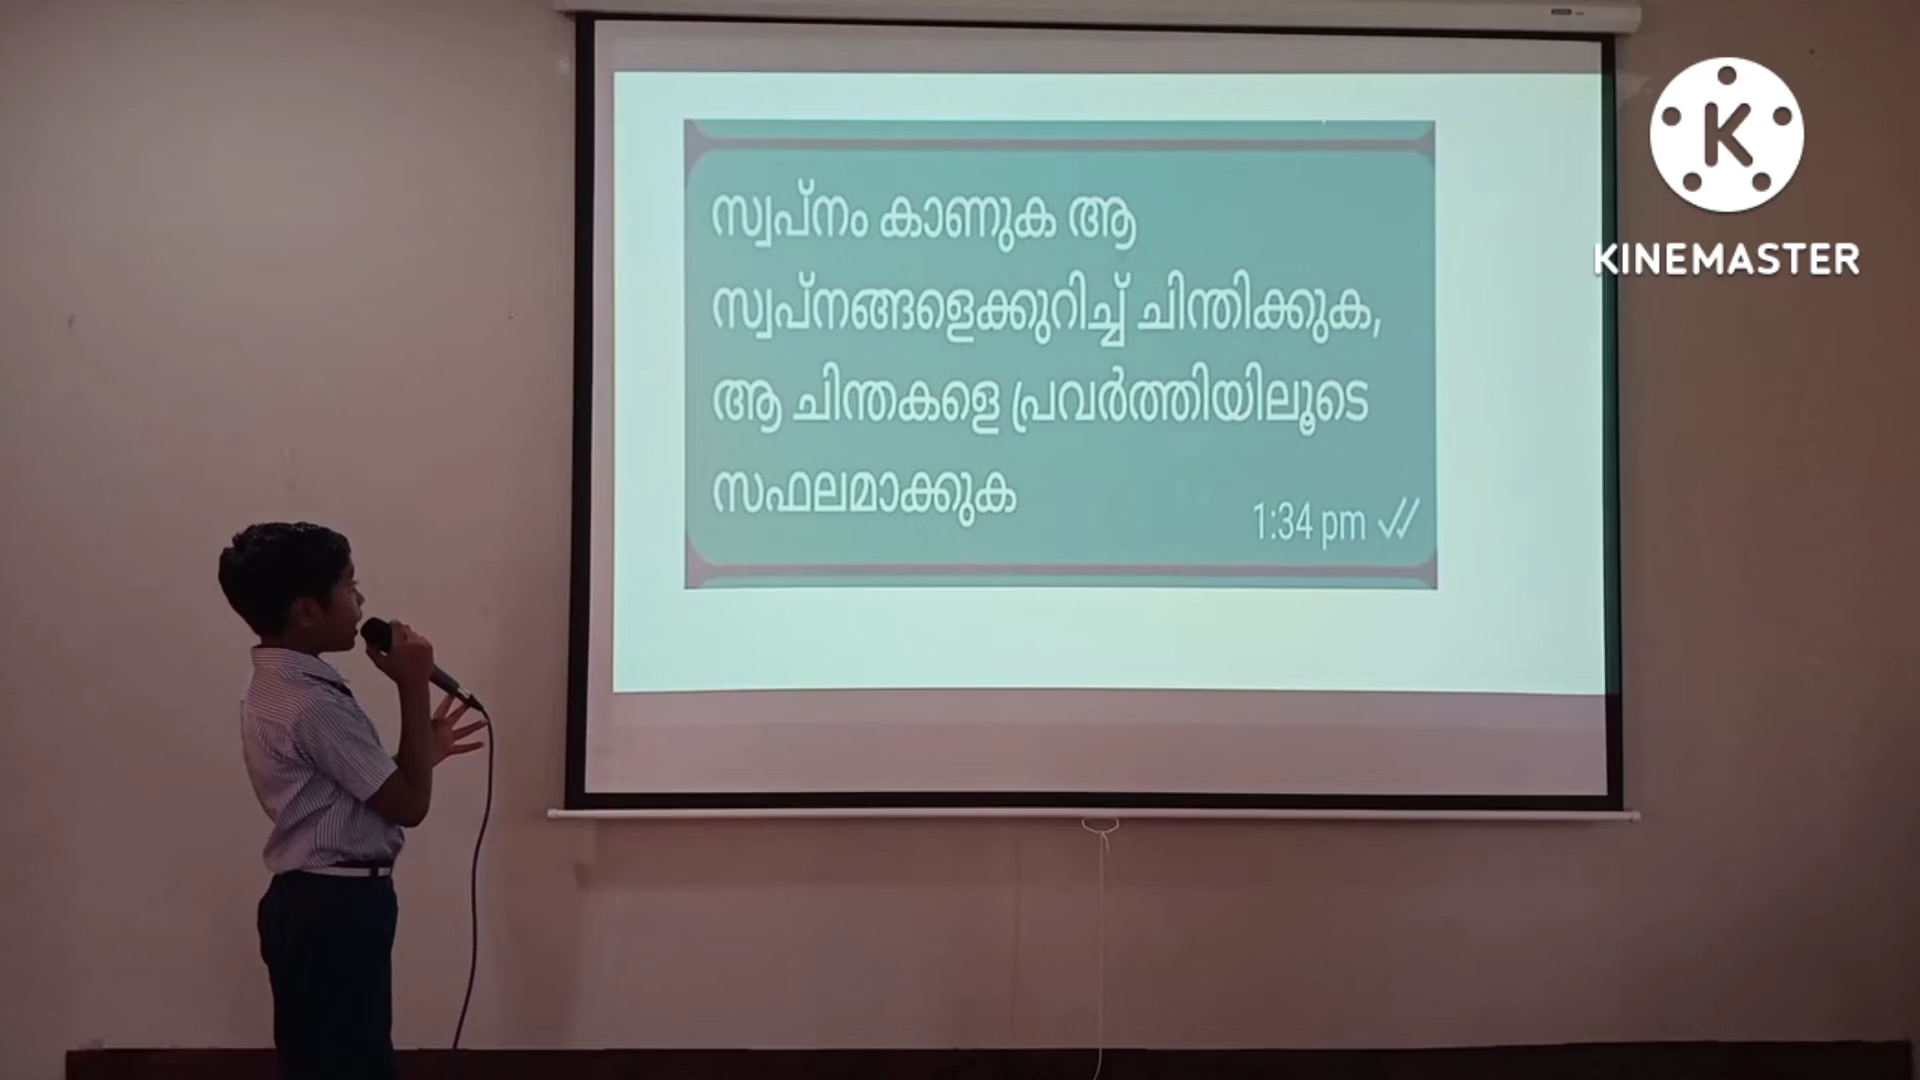 സ്വപ്നം കാണുക ആ
സ്വപ്നങ്ങളെക്കുറിച്ച് ചിന്തിക്കുക,
ആ ചിന്തകളെ പ്രവർത്തിയിലൂടെ
സഫലമാക്കുക
1:34 pm
K
KINEMASTER